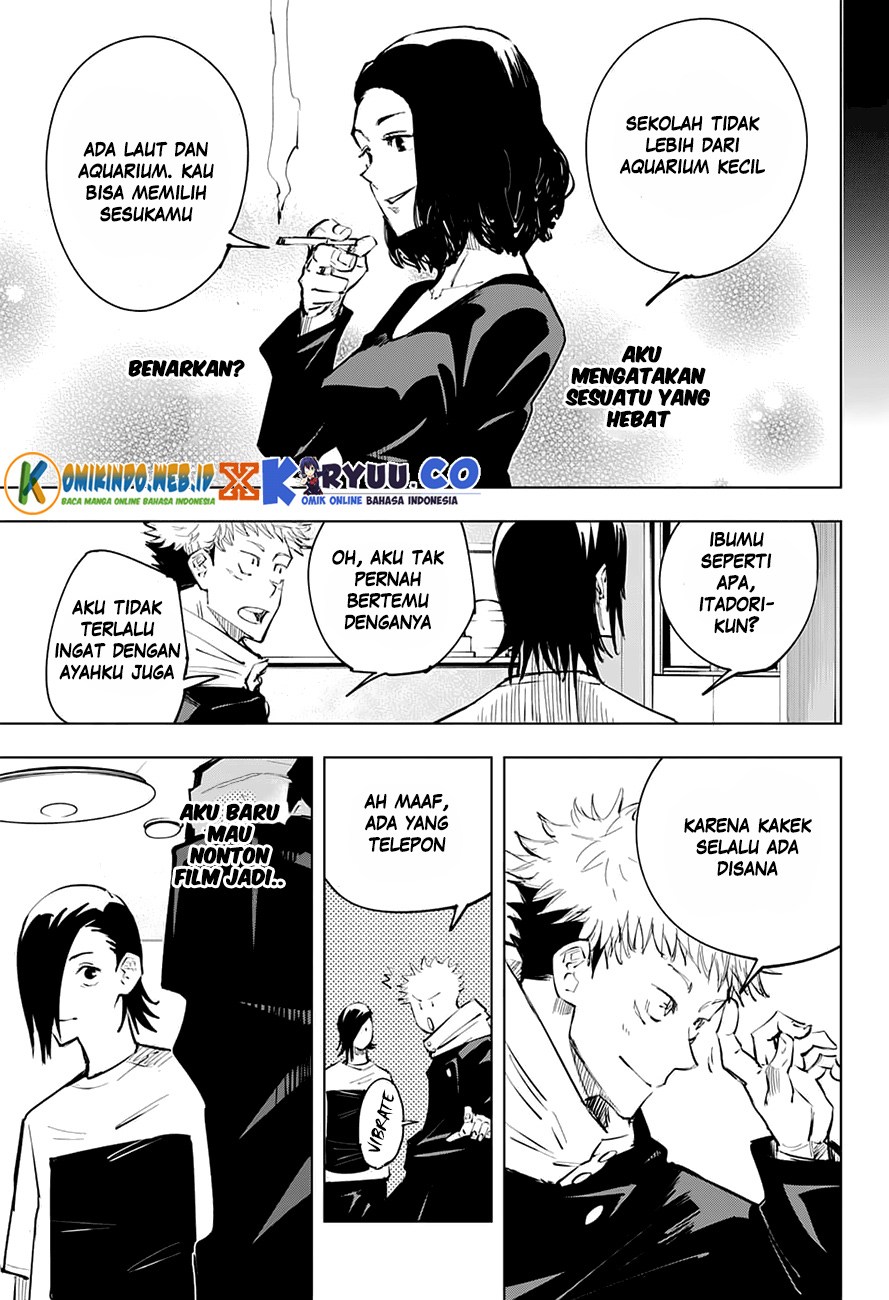 SEKOLAH TIDAK
LEBIH DARI
AQUARIUM KECIL
AKU
MENGATAKAN
SESUATU YANG
HEBAT
ADA LAUT DAN
AQUARIUM. KAU
BISA MEMILIH
SESUKAMU
BENARKAN?
KOMIKINDO.WEB.ID
BACA MANGA ONLINE BAHASA INDONESIA
X
KIRYUU.CO
OMIK ONLINE BAHASA INDONESIA
IBUMU
SEPERTI
APA,
ITADORI-
KUN?
OH, AKU TAK
PERNAH
BERTEMU
DENGANYA
AKU TIDAK
TERLALU
INGAT DENGAN
AYAHKU JUGA
KARENA KAKEK
SELALU ADA
DISANA
AH MAAF,
ADA YANG
TELEPON
VIBRATE
AKU BARU
MAU
NONTON
FILM JADI..